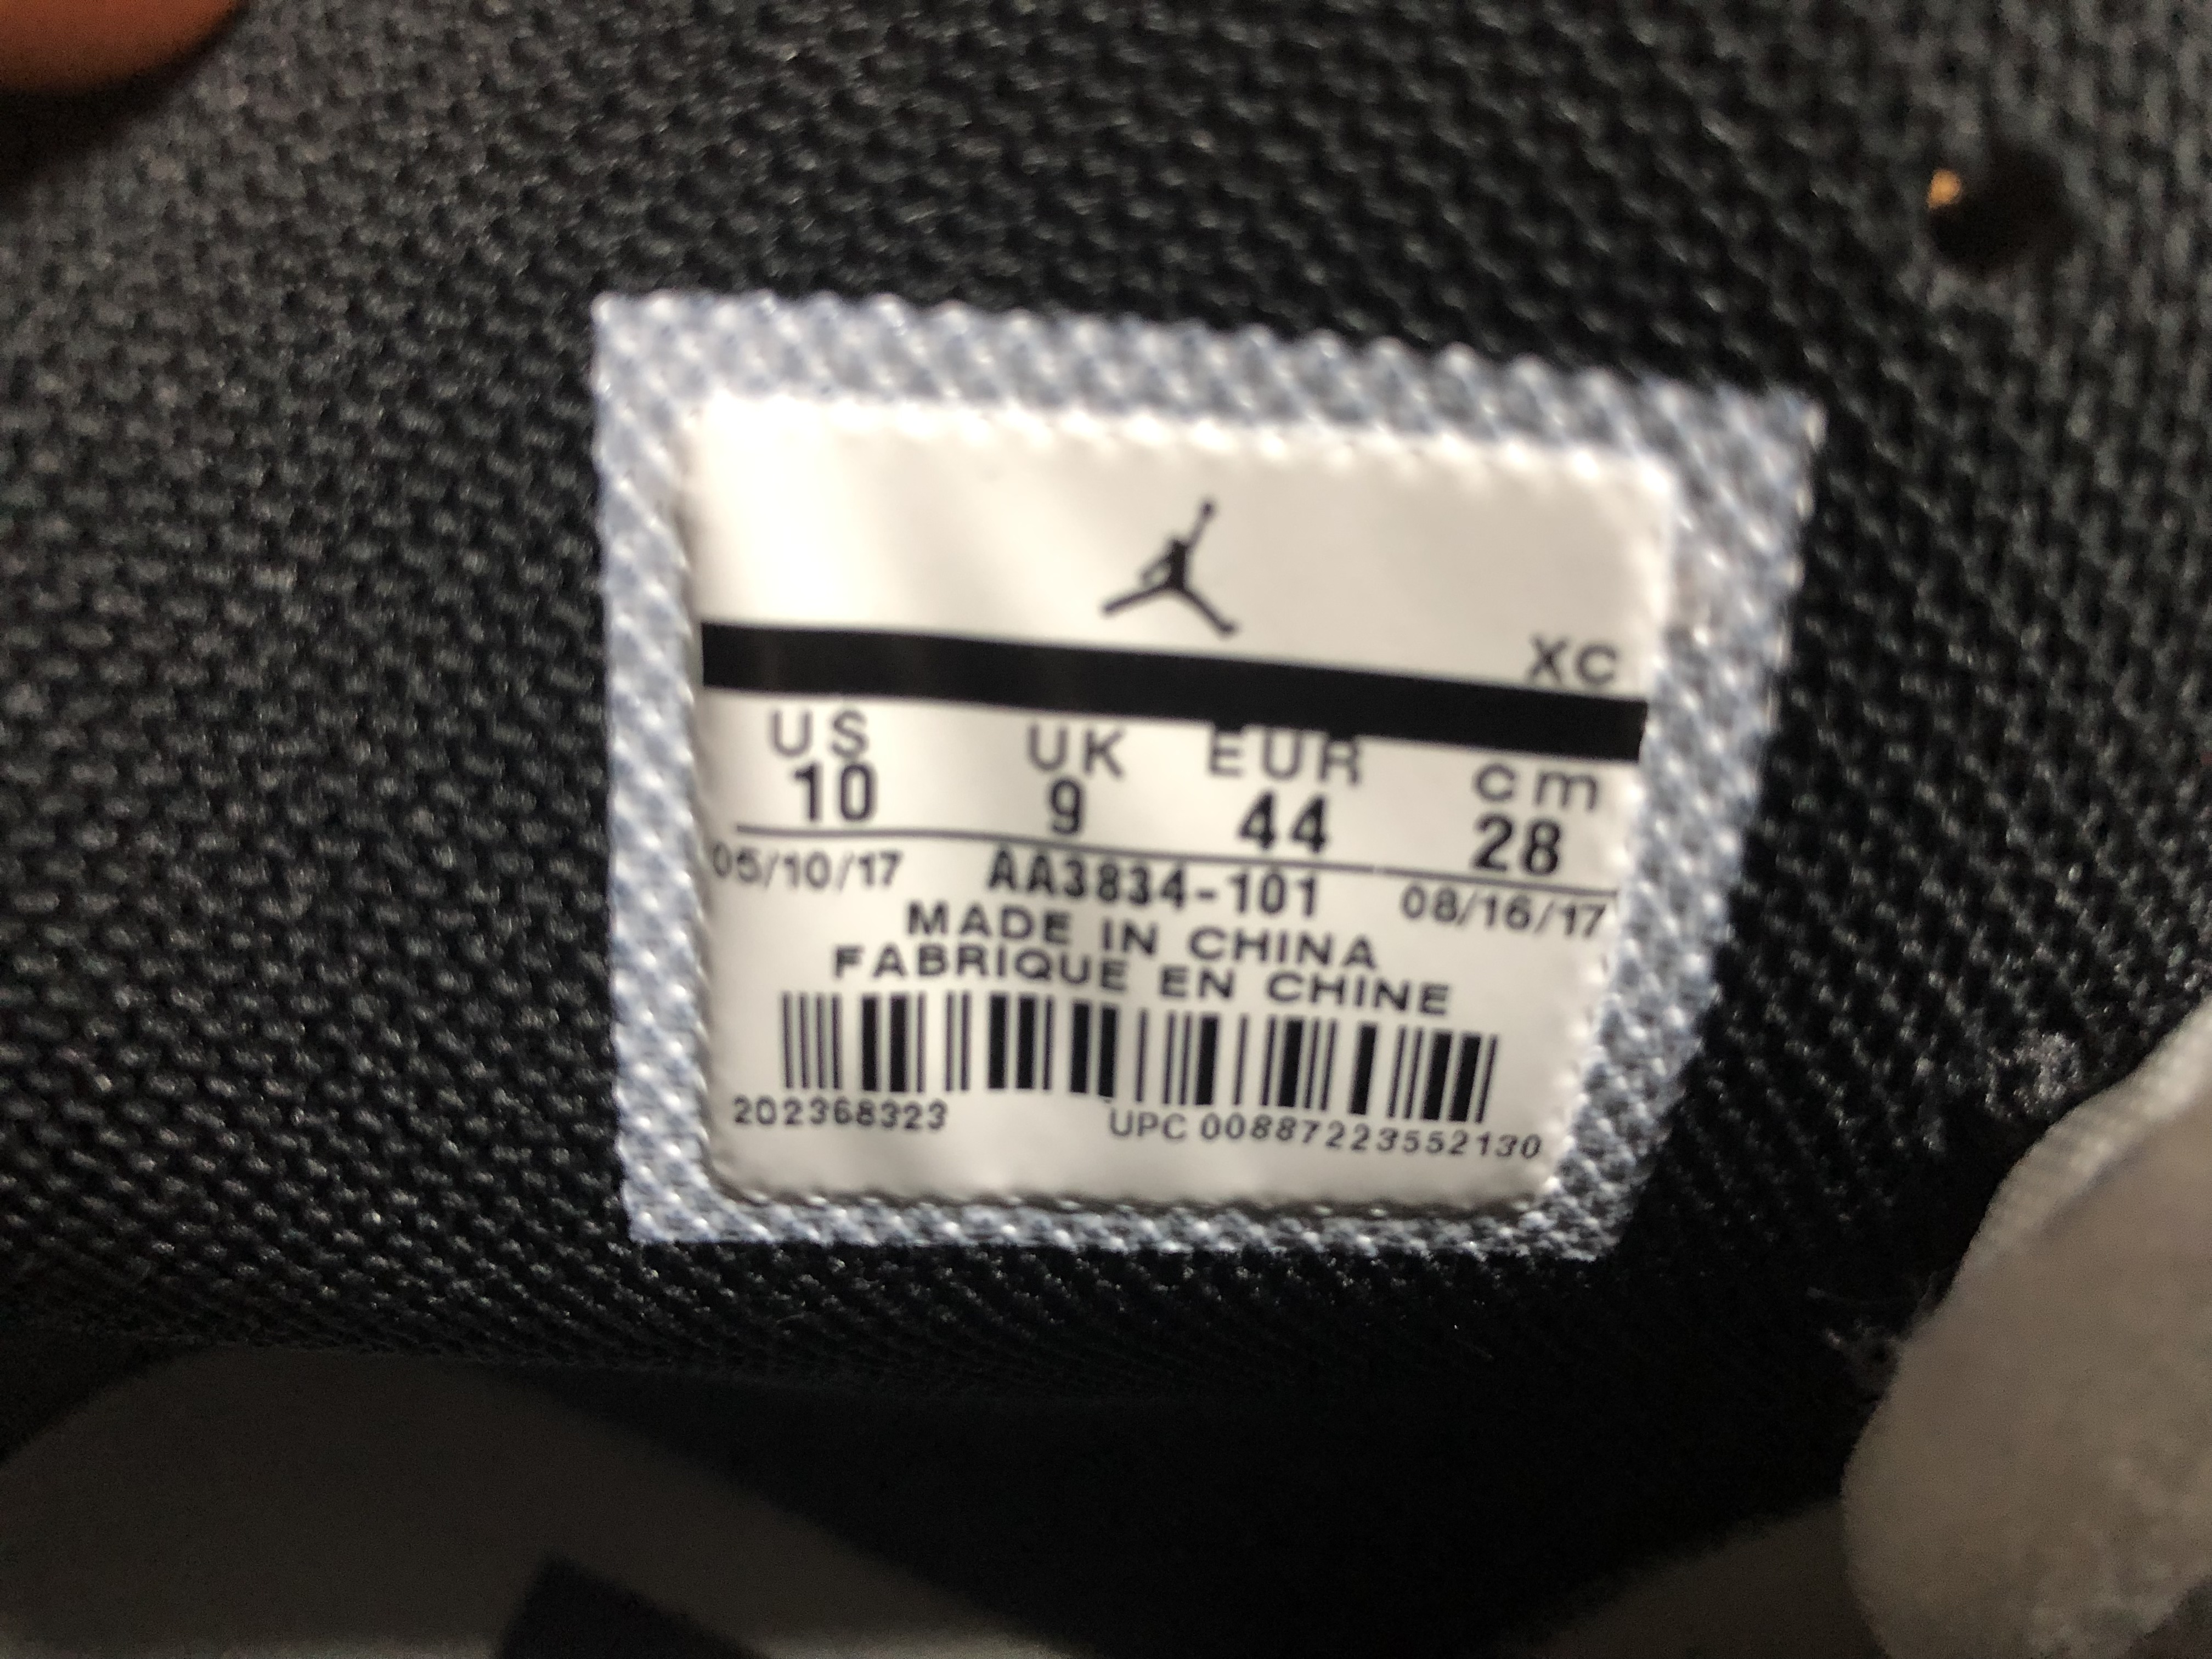 XC
US UK EUR cm
10 9 44 28
05/10/17 AA3834-101 08/16/17
MADE IN CHINA
FABRIQUE EN CHINE
202368323 UPC 00887223552130